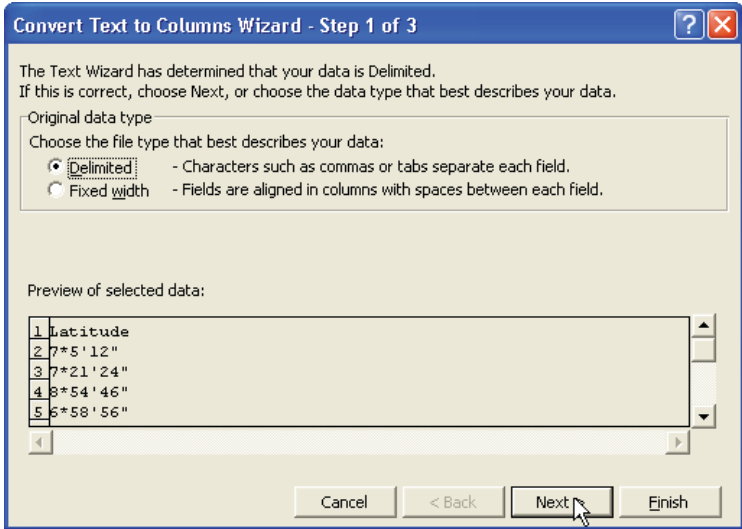 Convert Text to Columns Wizard - Step 1 of 3
The Text Wizard has determined that your data is Delimited.
If this is correct, choose Next, or choose the data type that best describes your data.
Original data type
Choose the file type that best describes your data:
Delimited - Characters such as commas or tabs separate each field.
Fixed width - Fields are aligned in columns with spaces between each field.
Preview of selected data:
1 Latitude
2 7*5'12"
3 7*21'24"
4 8*54'46"
5 6*58'56"
Cancel < Back Next > Finish